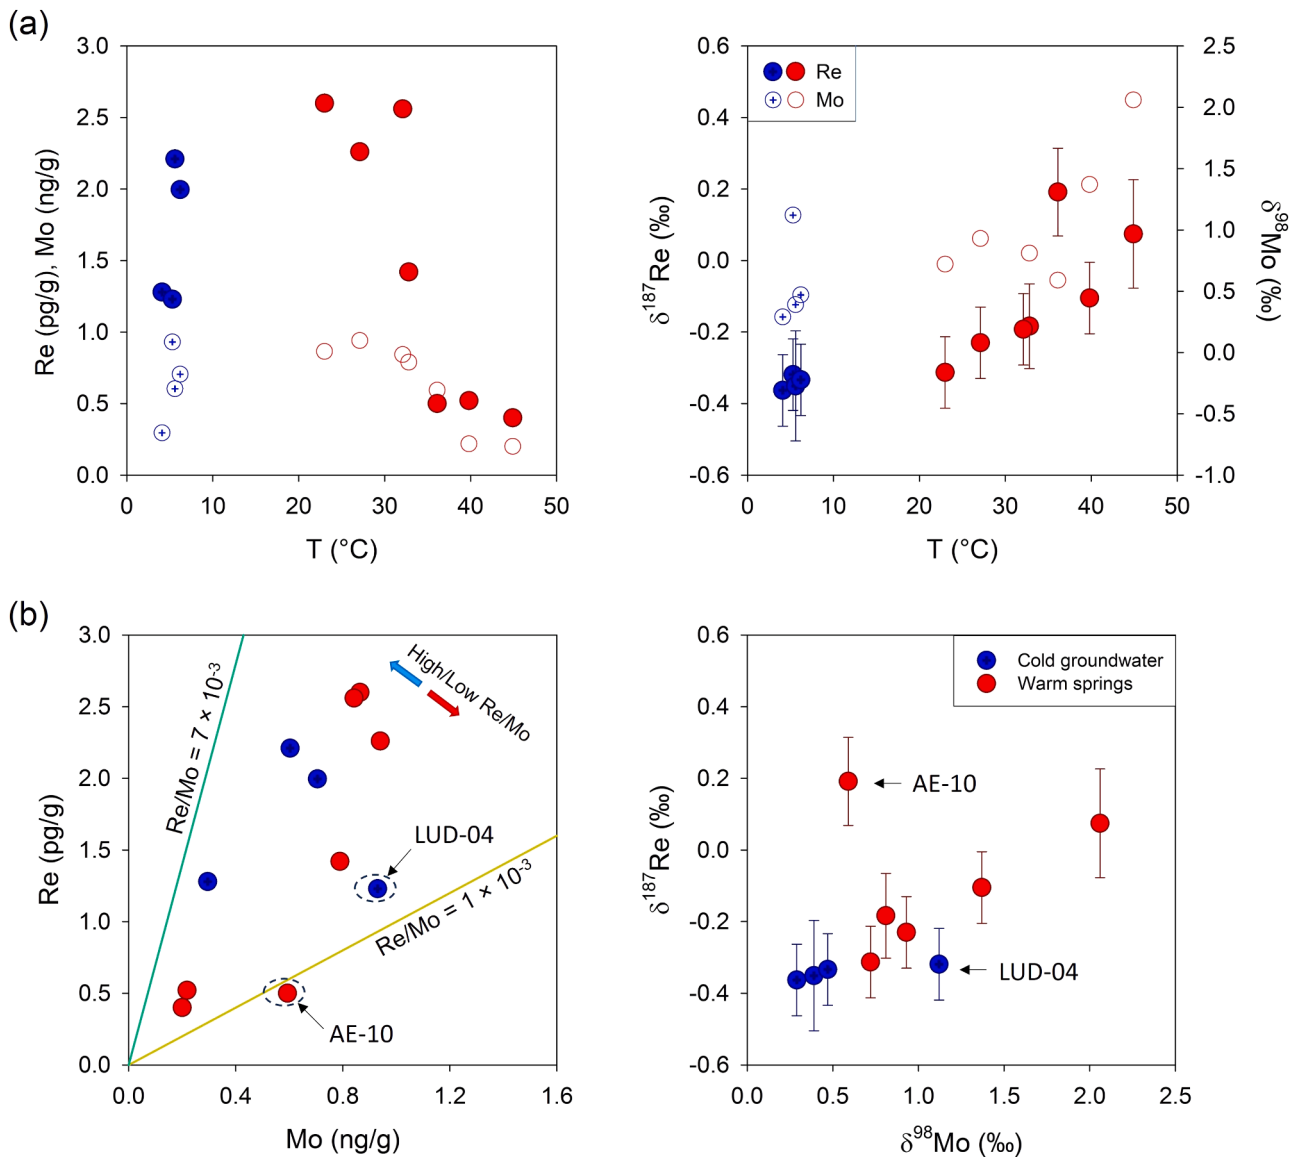 (a)
3.0
2.5
2.0
1.5
1.0
0.5
0.0
Re (pg/g), Mo (ng/g)
0
10
20
30
40
50
T (°C)
0.6
0.4
0.2
0.0
-0.2
-0.4
-0.6
δ¹⁸⁷Re (‰)
Re
Mo
2.5
2.0
1.5
1.0
0.5
0.0
-0.5
-1.0
δ⁹⁸Mo (‰)
0
10
20
30
40
50
T (°C)
(b)
3.0
2.5
2.0
1.5
1.0
0.5
0.0
Re (pg/g)
Re/Mo = 7 × 10⁻³
High/Low Re/Mo
LUD-04
Re/Mo = 1 × 10⁻³
AE-10
0.0
0.4
0.8
1.2
1.6
Mo (ng/g)
0.6
0.4
0.2
0.0
-0.2
-0.4
-0.6
δ¹⁸⁷Re (‰)
Cold groundwater
Warm springs
AE-10
LUD-04
0.0
0.5
1.0
1.5
2.0
2.5
δ⁹⁸Mo (‰)